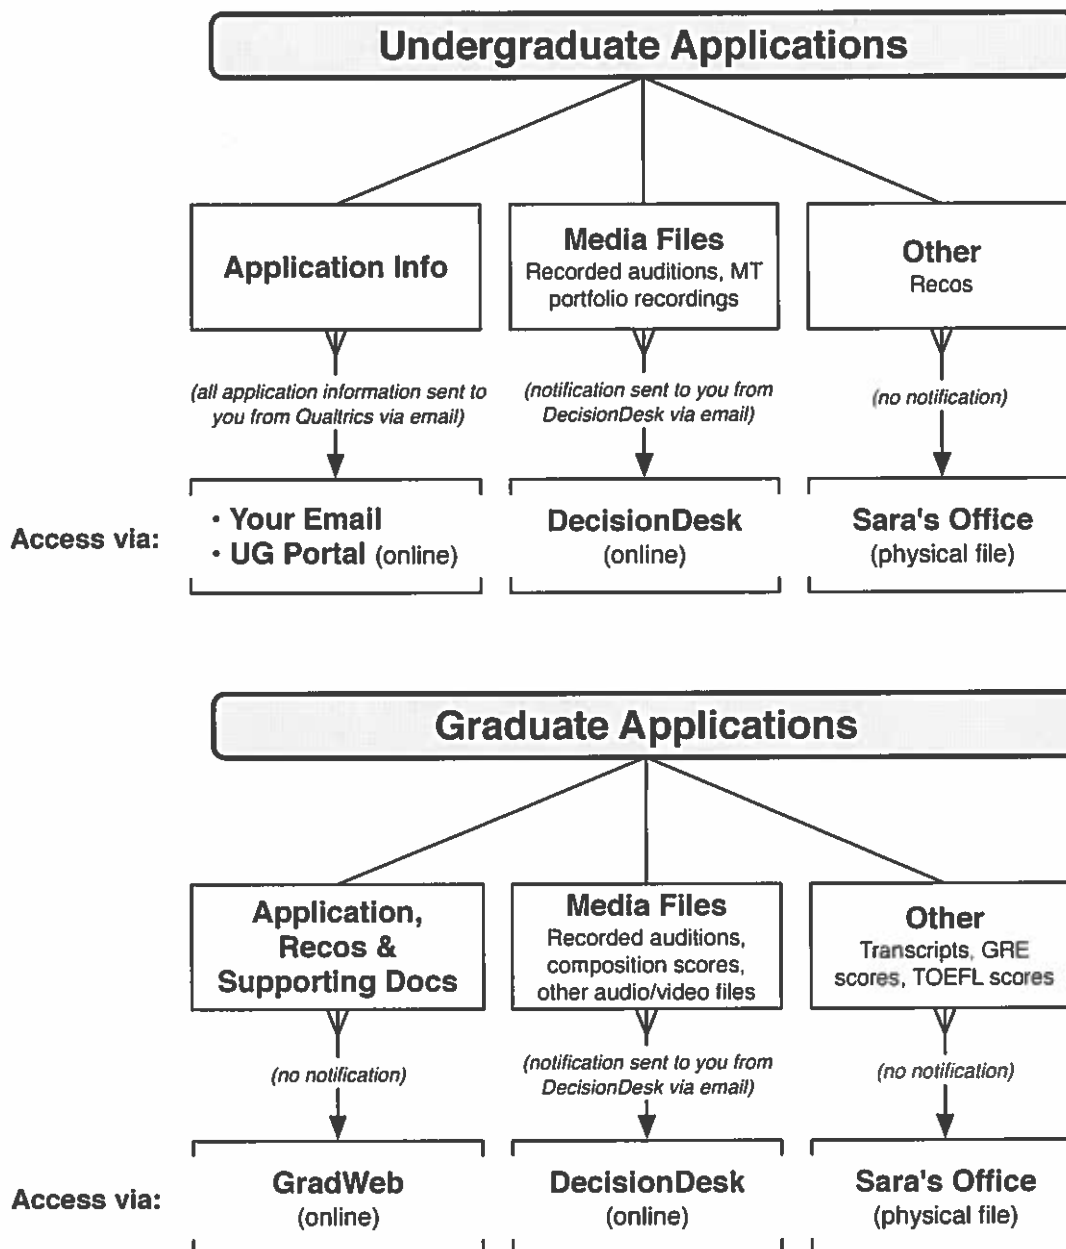 Undergraduate Applications
Application Info
Media Files
Recorded auditions, MT
portfolio recordings
Other
Recos
(all application information sent to
you from Qualtrics via email)
(notification sent to you from
DecisionDesk via email)
(no notification)
Access via:
• Your Email
• UG Portal (online)
DecisionDesk
(online)
Sara's Office
(physical file)
Graduate Applications
Application,
Recos &
Supporting Docs
Media Files
Recorded auditions,
composition scores,
other audio/video files
Other
Transcripts, GRE
scores, TOEFL scores
(no notification)
(notification sent to you from
DecisionDesk via email)
(no notification)
Access via:
GradWeb
(online)
DecisionDesk
(online)
Sara's Office
(physical file)